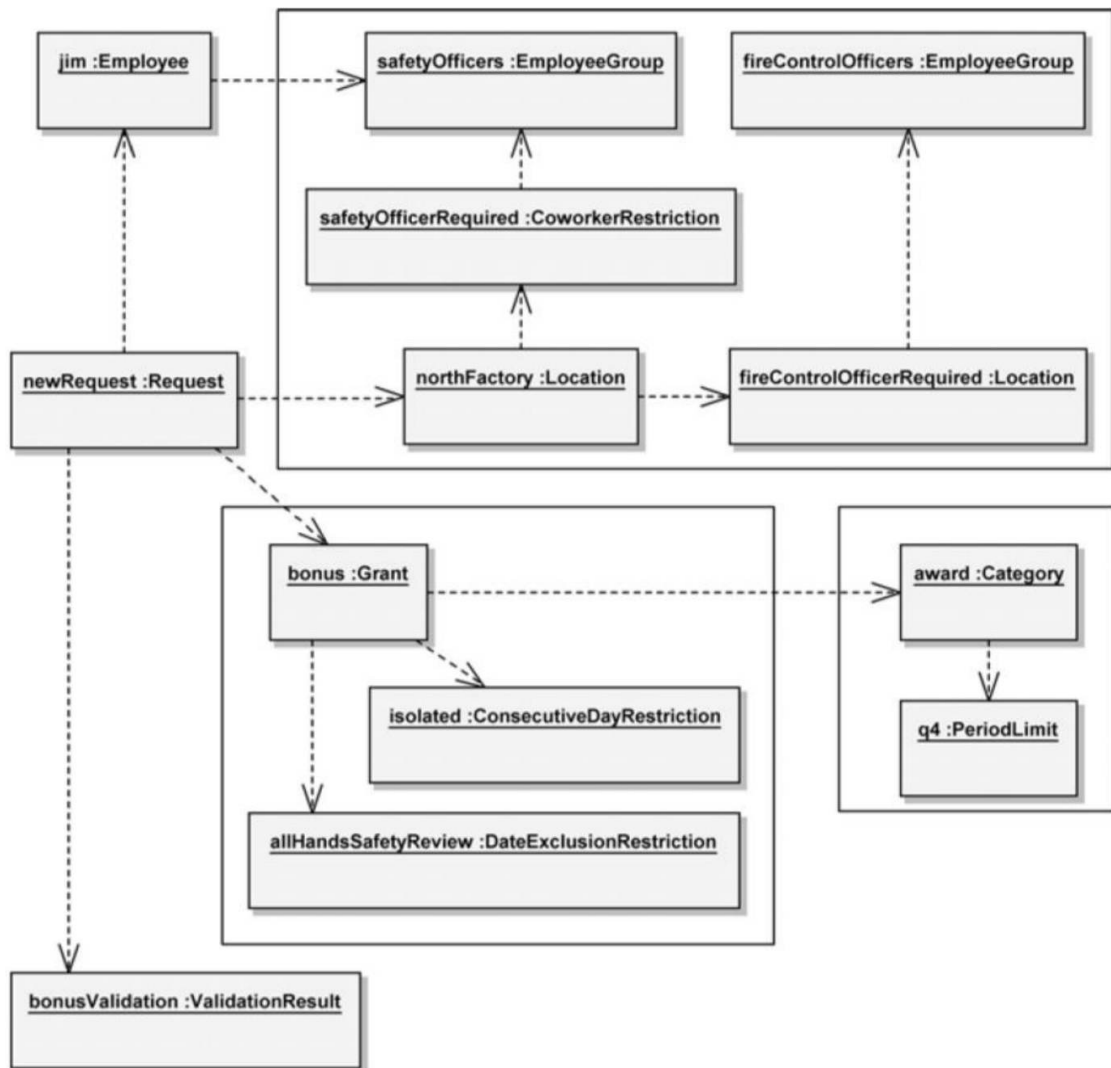 jim :Employee
safetyOfficers :EmployeeGroup
fireControlOfficers :EmployeeGroup
safetyOfficerRequired :CoworkerRestriction
newRequest :Request
northFactory :Location
fireControlOfficerRequired :Location
bonus :Grant
award :Category
isolated :ConsecutiveDayRestriction
q4 :PeriodLimit
allHandsSafetyReview :DateExclusionRestriction
bonusValidation :ValidationResult